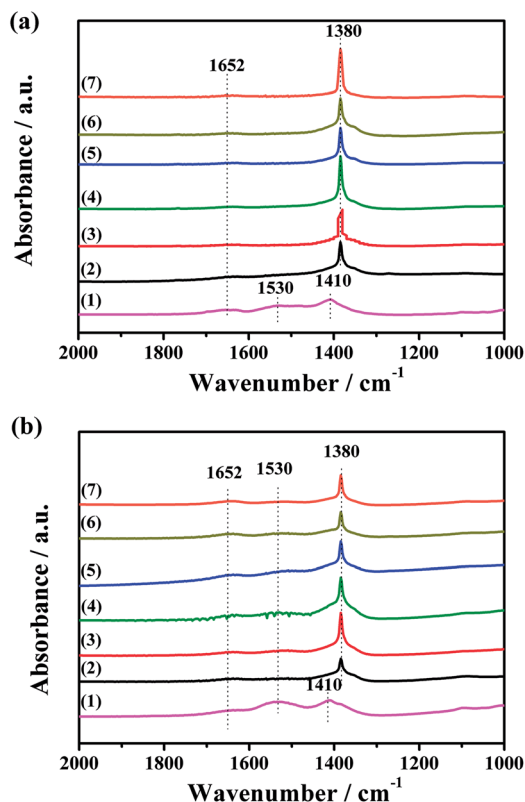 (a)
1380
1652
(7)
(6)
(5)
(4)
(3)
(2)
1530
1410
(1)
2000 1800 1600 1400 1200 1000
Wavenumber / cm-1
Absorbance / a.u.
(b)
1380
1652 1530
(7)
(6)
(5)
(4)
(3)
(2)
1410
(1)
2000 1800 1600 1400 1200 1000
Wavenumber / cm-1
Absorbance / a.u.